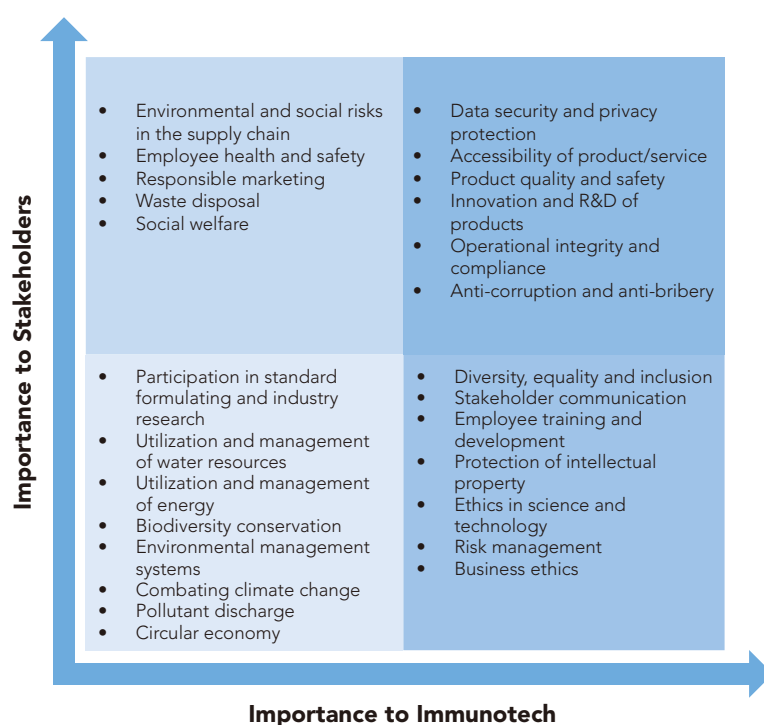 Importance to Stakeholders
• Environmental and social risks
in the supply chain
• Employee health and safety
• Responsible marketing
• Waste disposal
• Social welfare
• Data security and privacy
protection
• Accessibility of product/service
• Product quality and safety
• Innovation and R&D of
products
• Operational integrity and
compliance
• Anti-corruption and anti-bribery
• Participation in standard
formulating and industry
research
• Utilization and management
of water resources
• Utilization and management
of energy
• Biodiversity conservation
• Environmental management
systems
• Combating climate change
• Pollutant discharge
• Circular economy
• Diversity, equality and inclusion
• Stakeholder communication
• Employee training and
development
• Protection of intellectual
property
• Ethics in science and
technology
• Risk management
• Business ethics
Importance to Immunotech